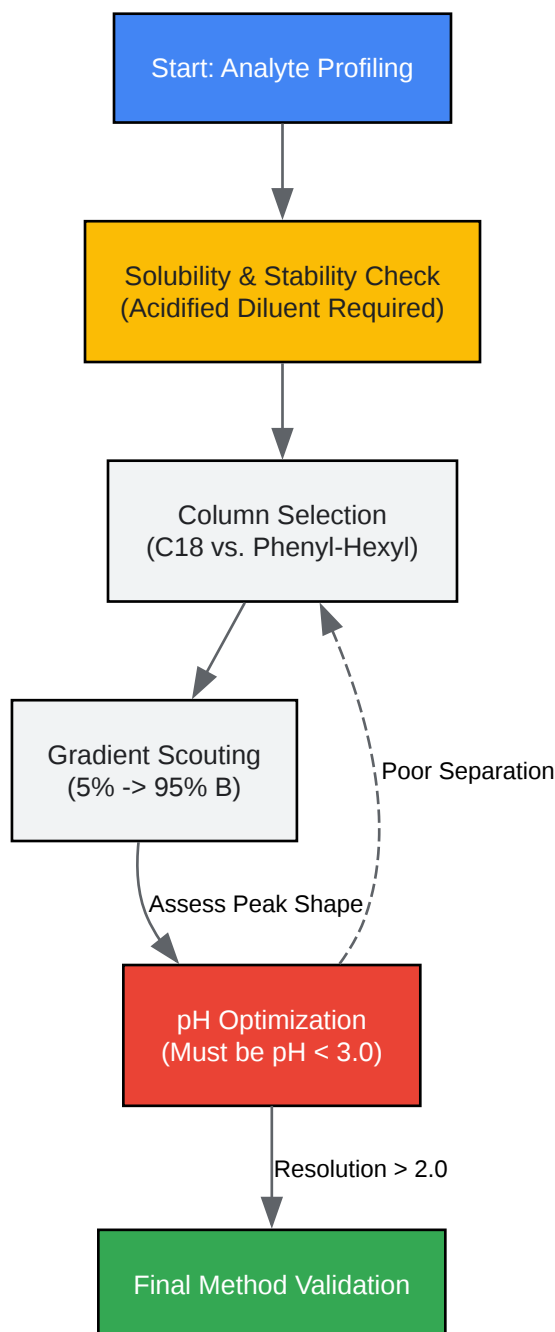 Start: Analyte Profiling
Solubility & Stability Check
(Acidified Diluent Required)
Column Selection
(C18 vs. Phenyl-Hexyl)
Gradient Scouting
(5% -> 95% B)
Poor Separation
Assess Peak Shape
pH Optimization
(Must be pH < 3.0)
Resolution > 2.0
Final Method Validation